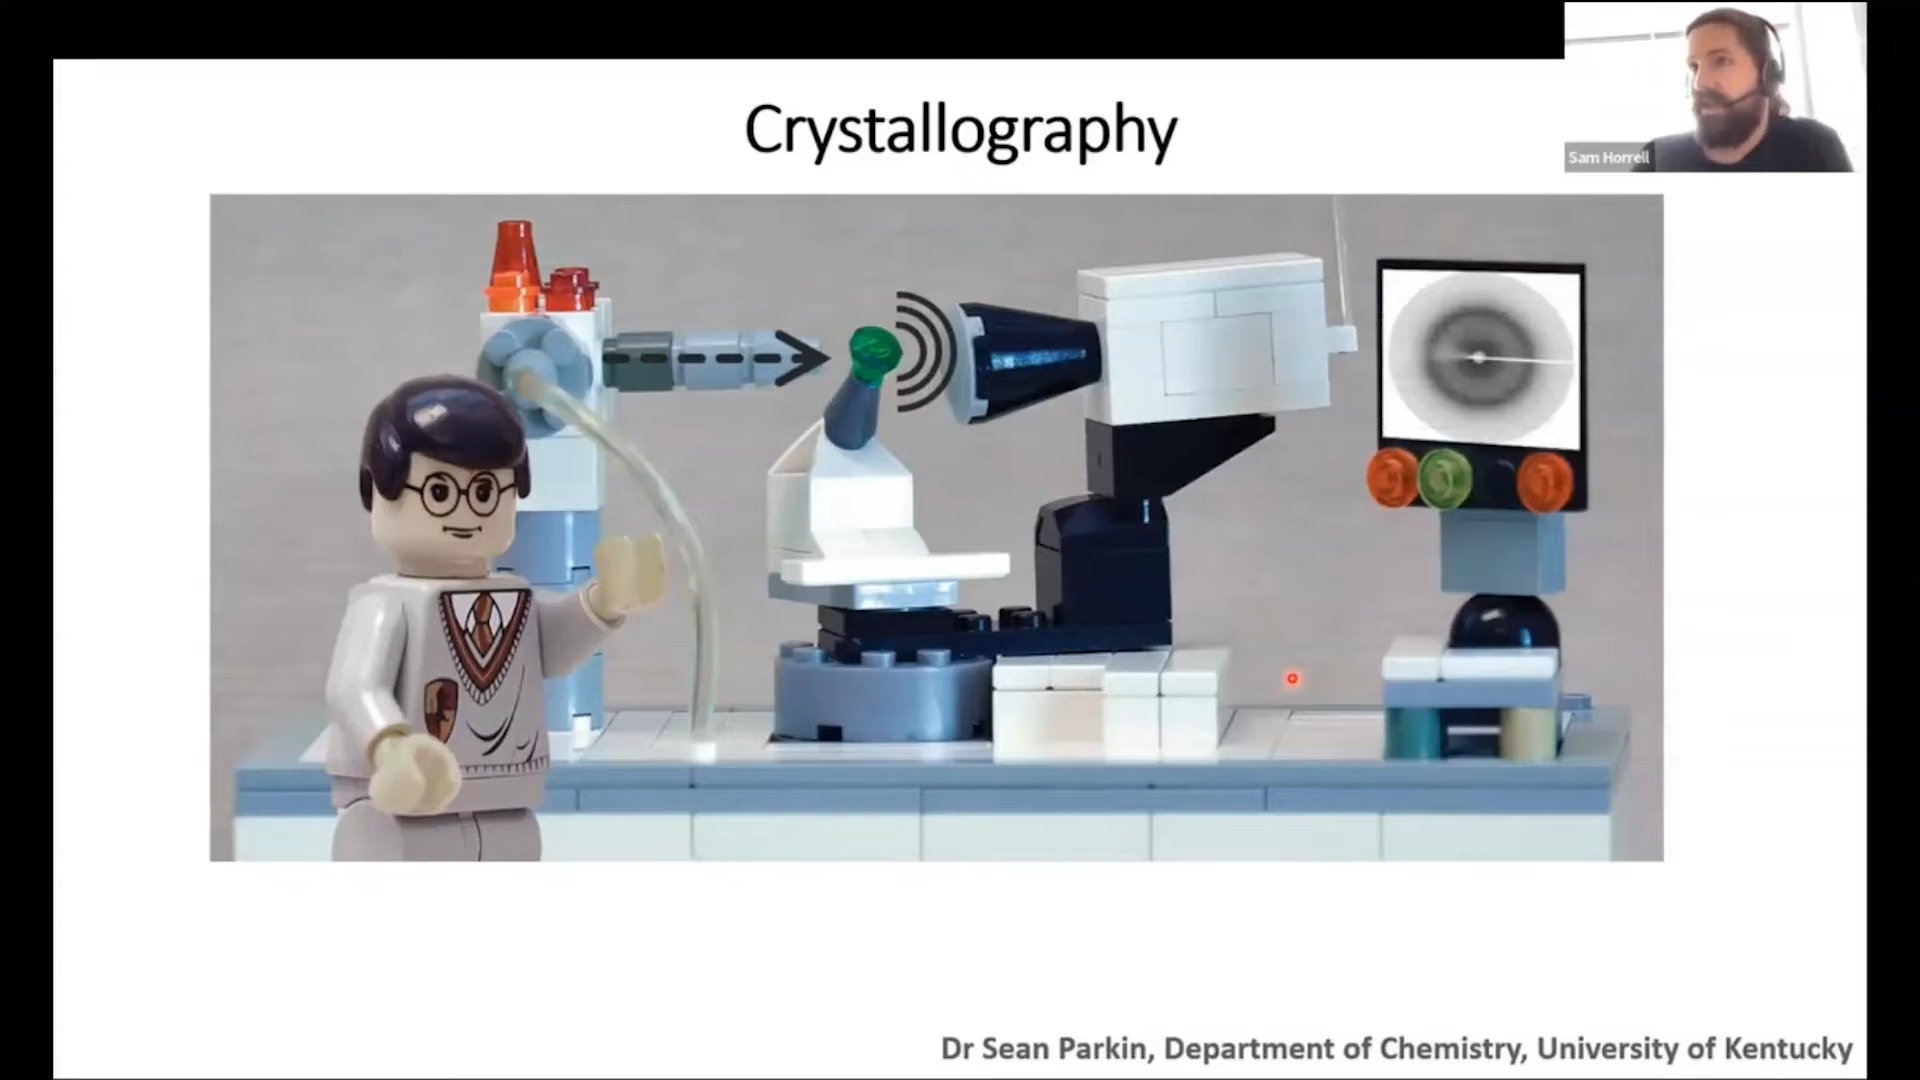 Crystallography
Sam Horrell
Dr Sean Parkin, Department of Chemistry, University of Kentucky